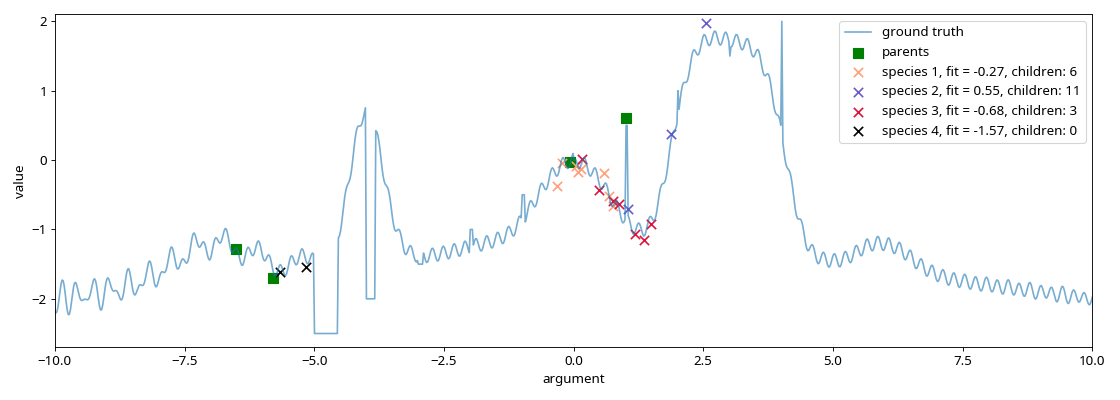 2
1
0
−1
−2
value
−10.0
−7.5
−5.0
−2.5
0.0
2.5
5.0
7.5
10.0
argument
ground truth
parents
species 1, fit = -0.27, children: 6
species 2, fit = 0.55, children: 11
species 3, fit = -0.68, children: 3
species 4, fit = -1.57, children: 0